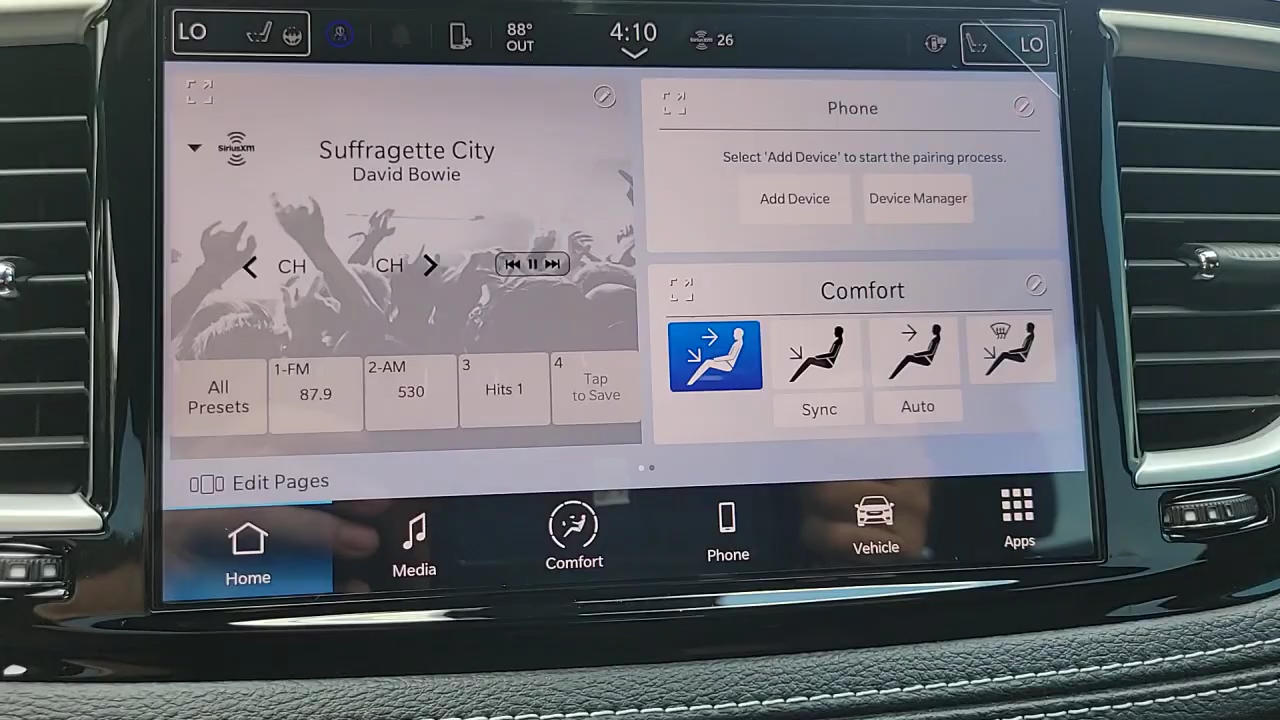 LO
88°
OUT
4:10
SiriusXM 26
LO
SiriusXM
Suffragette City
David Bowie
CH
CH
All
Presets
1-FM
87.9
2-AM
530
3
Hits 1
4
Tap
to Save
Phone
Select 'Add Device' to start the pairing process.
Add Device
Device Manager
Comfort
Sync
Auto
Edit Pages
Home
Media
Comfort
Phone
Vehicle
Apps